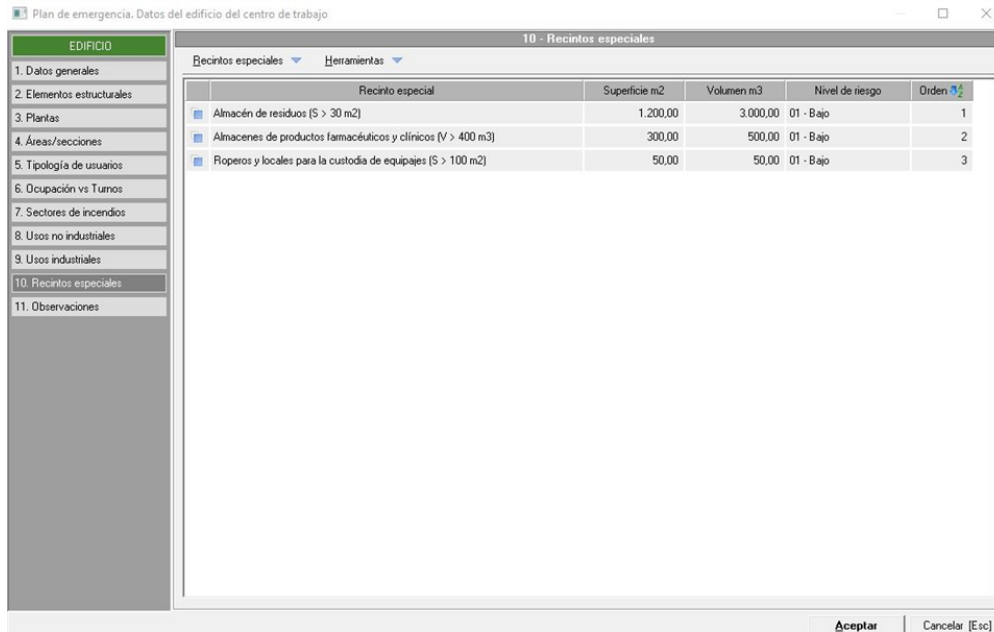 Plan de emergencia. Datos del edificio del centro de trabajo
EDIFICIO
1. Datos generales
2. Elementos estructurales
3. Plantas
4. Áreas/secciones
5. Tipología de usuarios
6. Ocupación vs Turnos
7. Sectores de incendios
8. Usos no industriales
9. Usos industriales
10. Recintos especiales
11. Observaciones
10 - Recintos especiales
Recintos especiales Herramientas
Recinto especial Superficie m2 Volumen m3 Nivel de riesgo Orden
Almacén de residuos (S > 30 m2) 1.200,00 3.000,00 01 - Bajo 1
Almacenes de productos farmacéuticos y clínicos (V > 400 m3) 300,00 500,00 01 - Bajo 2
Roperos y locales para la custodia de equipajes (S > 100 m2) 50,00 50,00 01 - Bajo 3
Aceptar Cancelar [Esc]